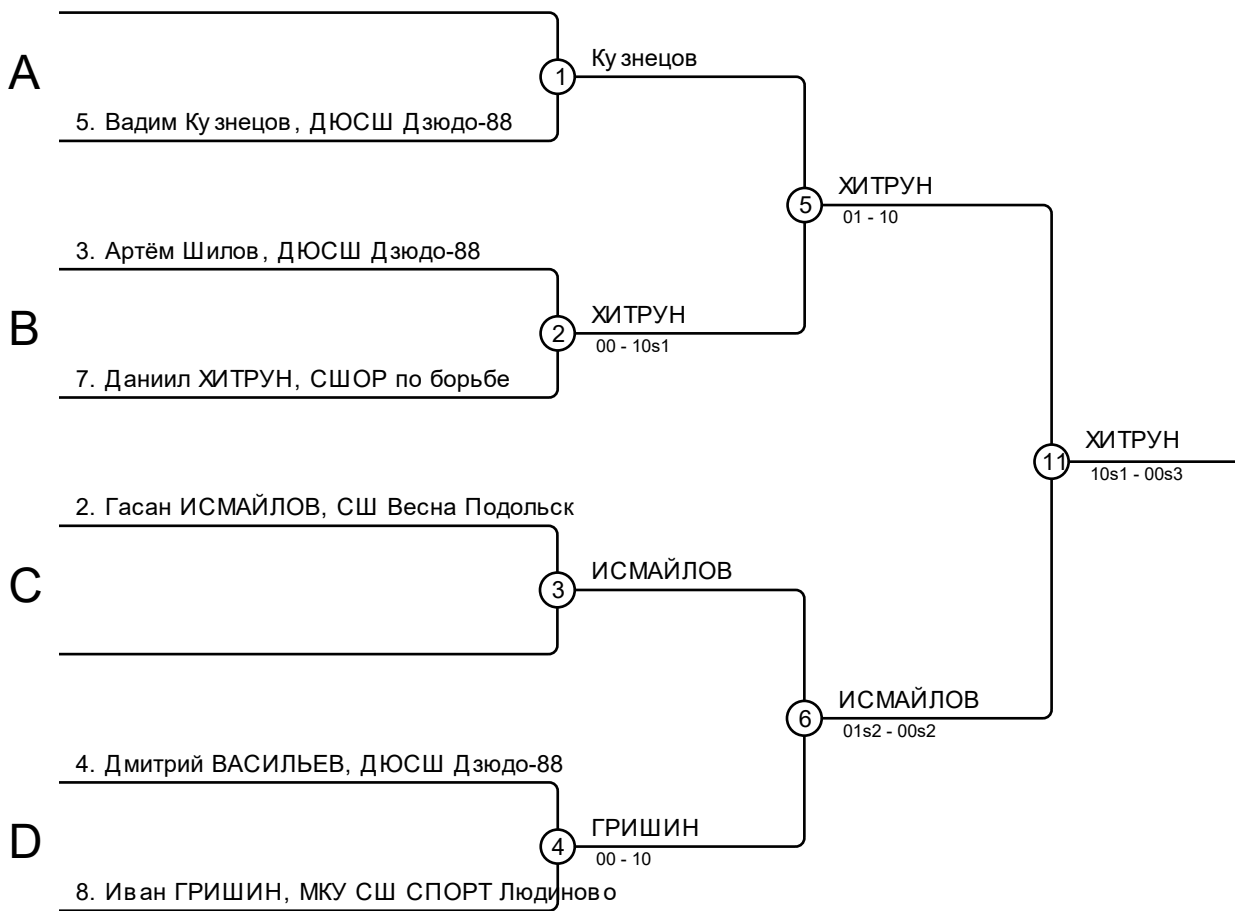 A
1
Кузнецов
5. Вадим Кузнецов, ДЮСШ Дзюдо-88
5
ХИТРУН
01 - 10
3. Артём Шилов, ДЮСШ Дзюдо-88
B
2
ХИТРУН
00 - 10s1
7. Даниил ХИТРУН, СШОР по борьбе
11
ХИТРУН
10s1 - 00s3
2. Гасан ИСМАЙЛОВ, СШ Весна Подольск
C
3
ИСМАЙЛОВ
6
ИСМАЙЛОВ
01s2 - 00s2
4. Дмитрий ВАСИЛЬЕВ, ДЮСШ Дзюдо-88
D
4
ГРИШИН
00 - 10
8. Иван ГРИШИН, МКУ СШ СПОРТ Людиново